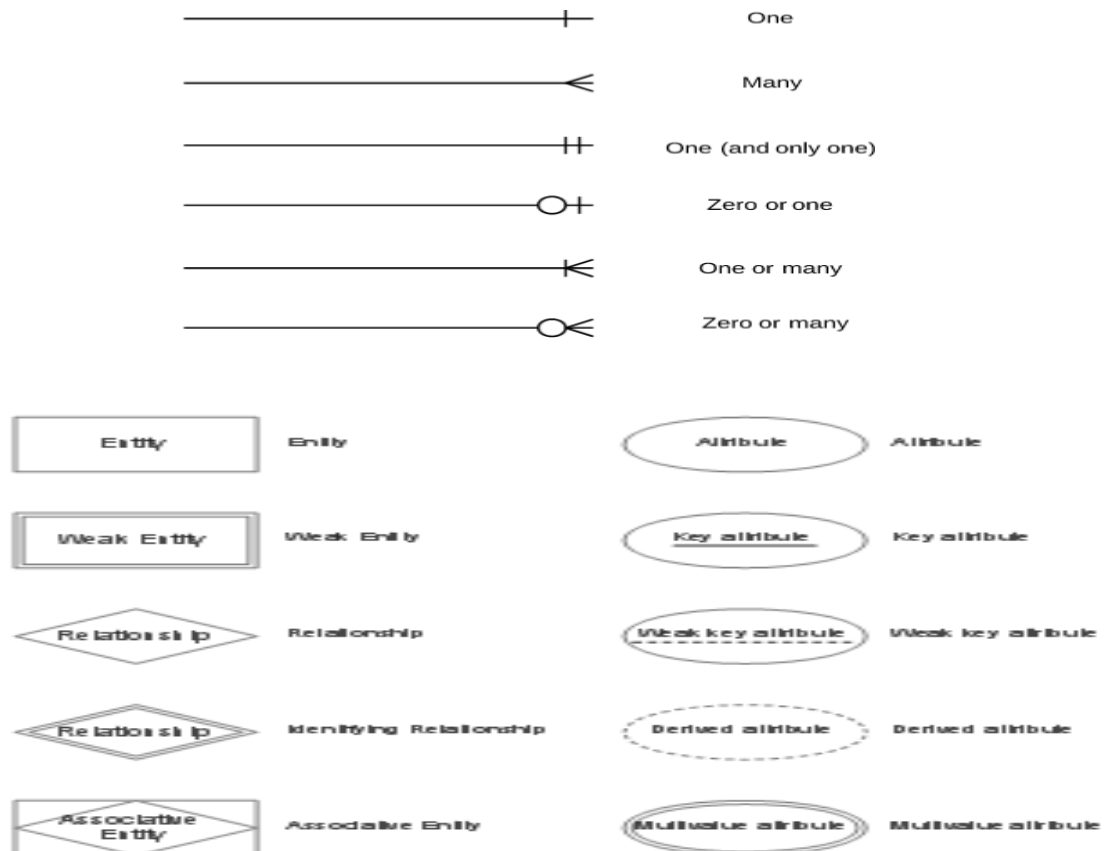 One
Many
One (and only one)
Zero or one
One or many
Zero or many
Entity Entity Attribute Attribute
Weak Entity Weak Entity Key attribute Key attribute
Relationship Relationship Weak key attribute Weak key attribute
Relationship Identifying Relationship Derived attribute Derived attribute
Associative
Entity Associative Entity Multivalue attribute Multivalue attribute